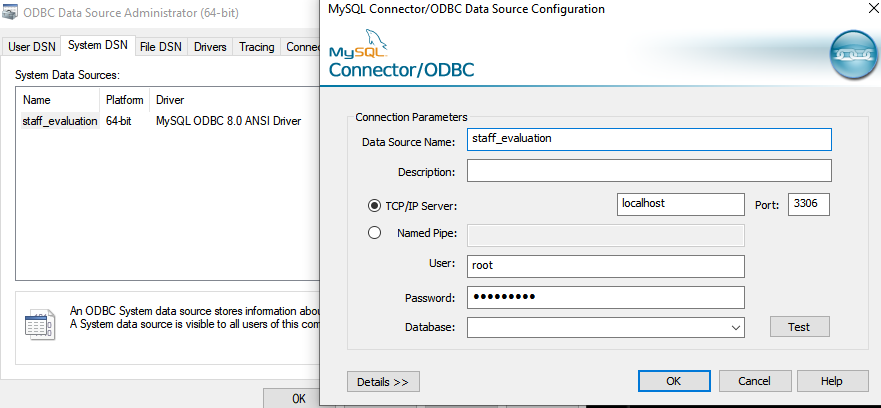 ODBC Data Source Administrator (64-bit)
User DSN System DSN File DSN Drivers Tracing Connec
System Data Sources:
Name Platform Driver
staff_evaluation 64-bit MySQL ODBC 8.0 ANSI Driver
An ODBC System data source stores information abou
A System data source is visible to all users of this com
OK
MySQL Connector/ODBC Data Source Configuration
MySQL
Connector/ODBC
Connection Parameters
Data Source Name: staff_evaluation
Description:
TCP/IP Server: localhost Port: 3306
Named Pipe:
User: root
Password: •••••••••
Database: Test
Details >> OK Cancel Help